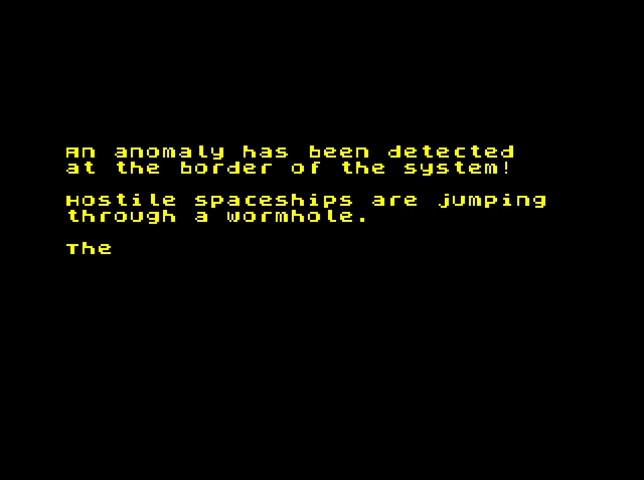 An anomaly has been detected
at the border of the system!
Hostile spaceships are jumping
through a wormhole.
The